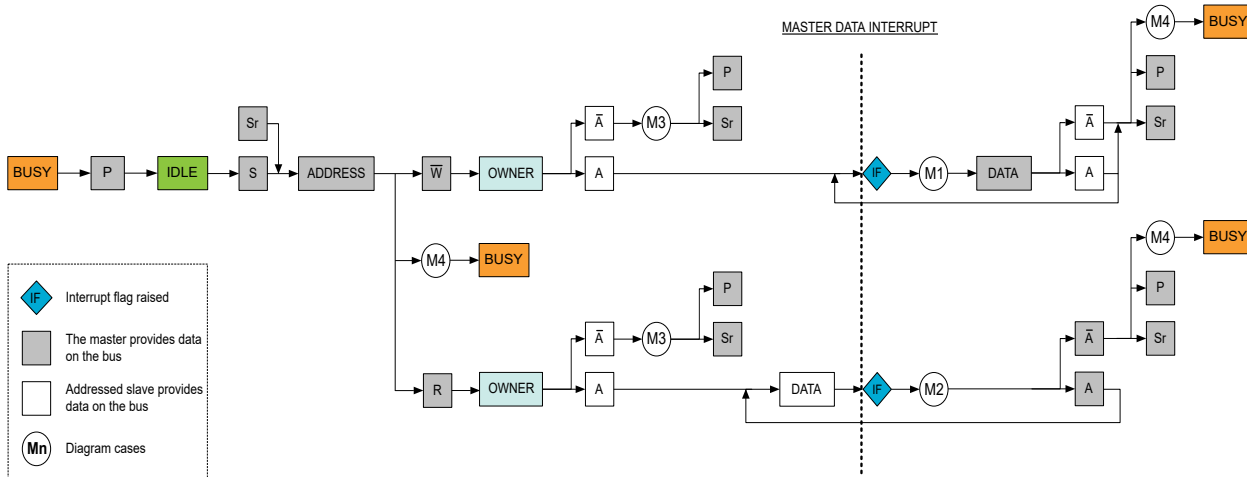 MASTER DATA INTERRUPT
M4
BUSY
P
P
Sr
A̅
M3
Sr
A̅
Sr
BUSY
P
IDLE
S
ADDRESS
W̅
OWNER
A
IF
M1
DATA
A
M4
BUSY
M4
BUSY
P
P
A̅
M3
Sr
A̅
Sr
R
OWNER
A
DATA
IF
M2
A
IF
Interrupt flag raised
The master provides data
on the bus
Addressed slave provides
data on the bus
Mn
Diagram cases